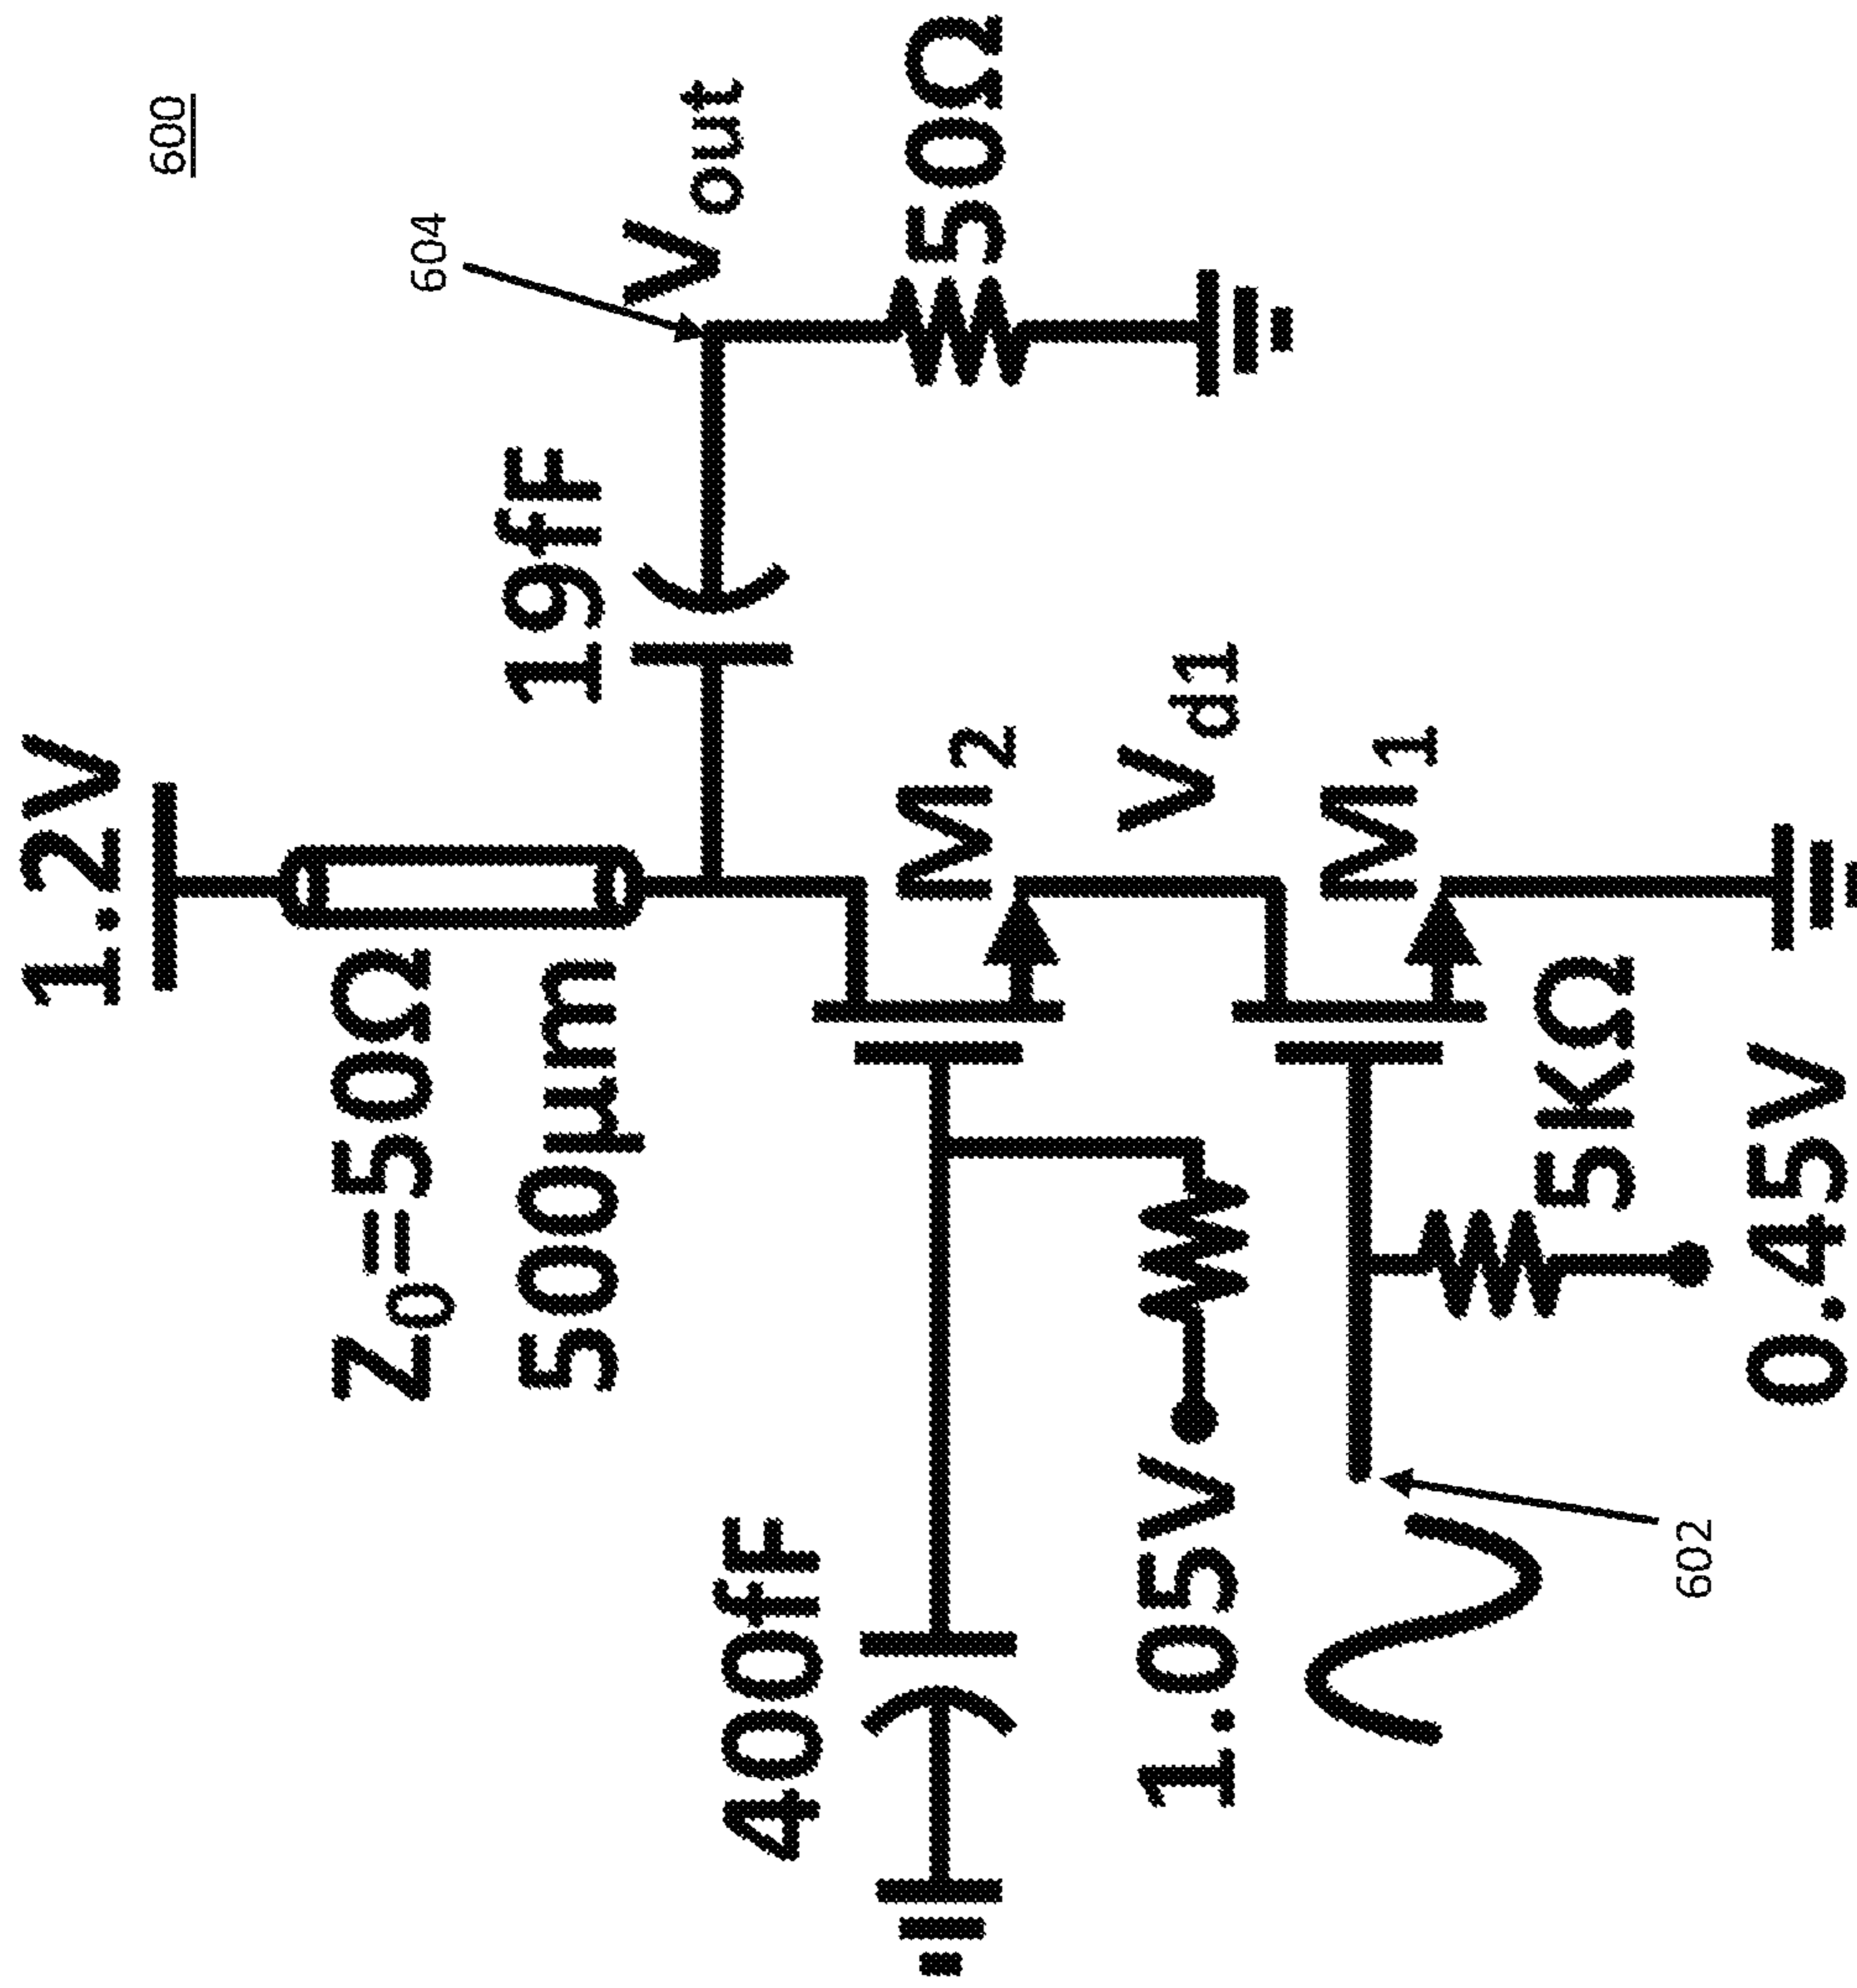 600
1.2V
Z0=50Ω
500μm
604
19fF
Vout
50Ω
400fF
M2
Vd1
1.05V
M1
5KΩ
602
0.45V